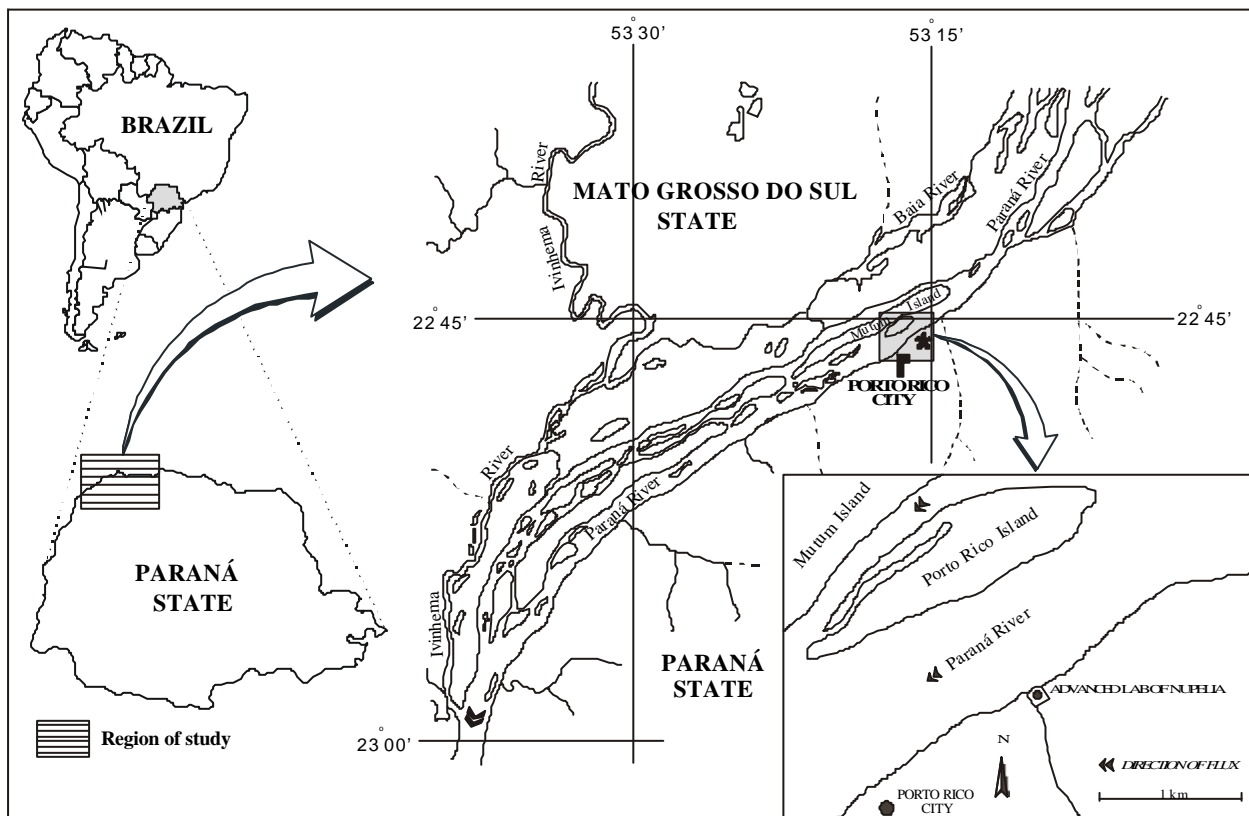 53° 30’
53° 15’
BRAZIL
MATO GROSSO DO SUL
STATE
River
Ivinhema
Baia River
Paraná River
22° 45’
22° 45’
Mutum Island
PORTO RICO
CITY
River
Paraná River
Ivinhema
PARANÁ
STATE
PARANÁ
STATE
23° 00’
Region of study
Mutum Island
Porto Rico Island
Paraná River
ADVANCED LAB OF NUPELIA
N
DIRECTION OF FLUX
1 km
PORTO RICO
CITY